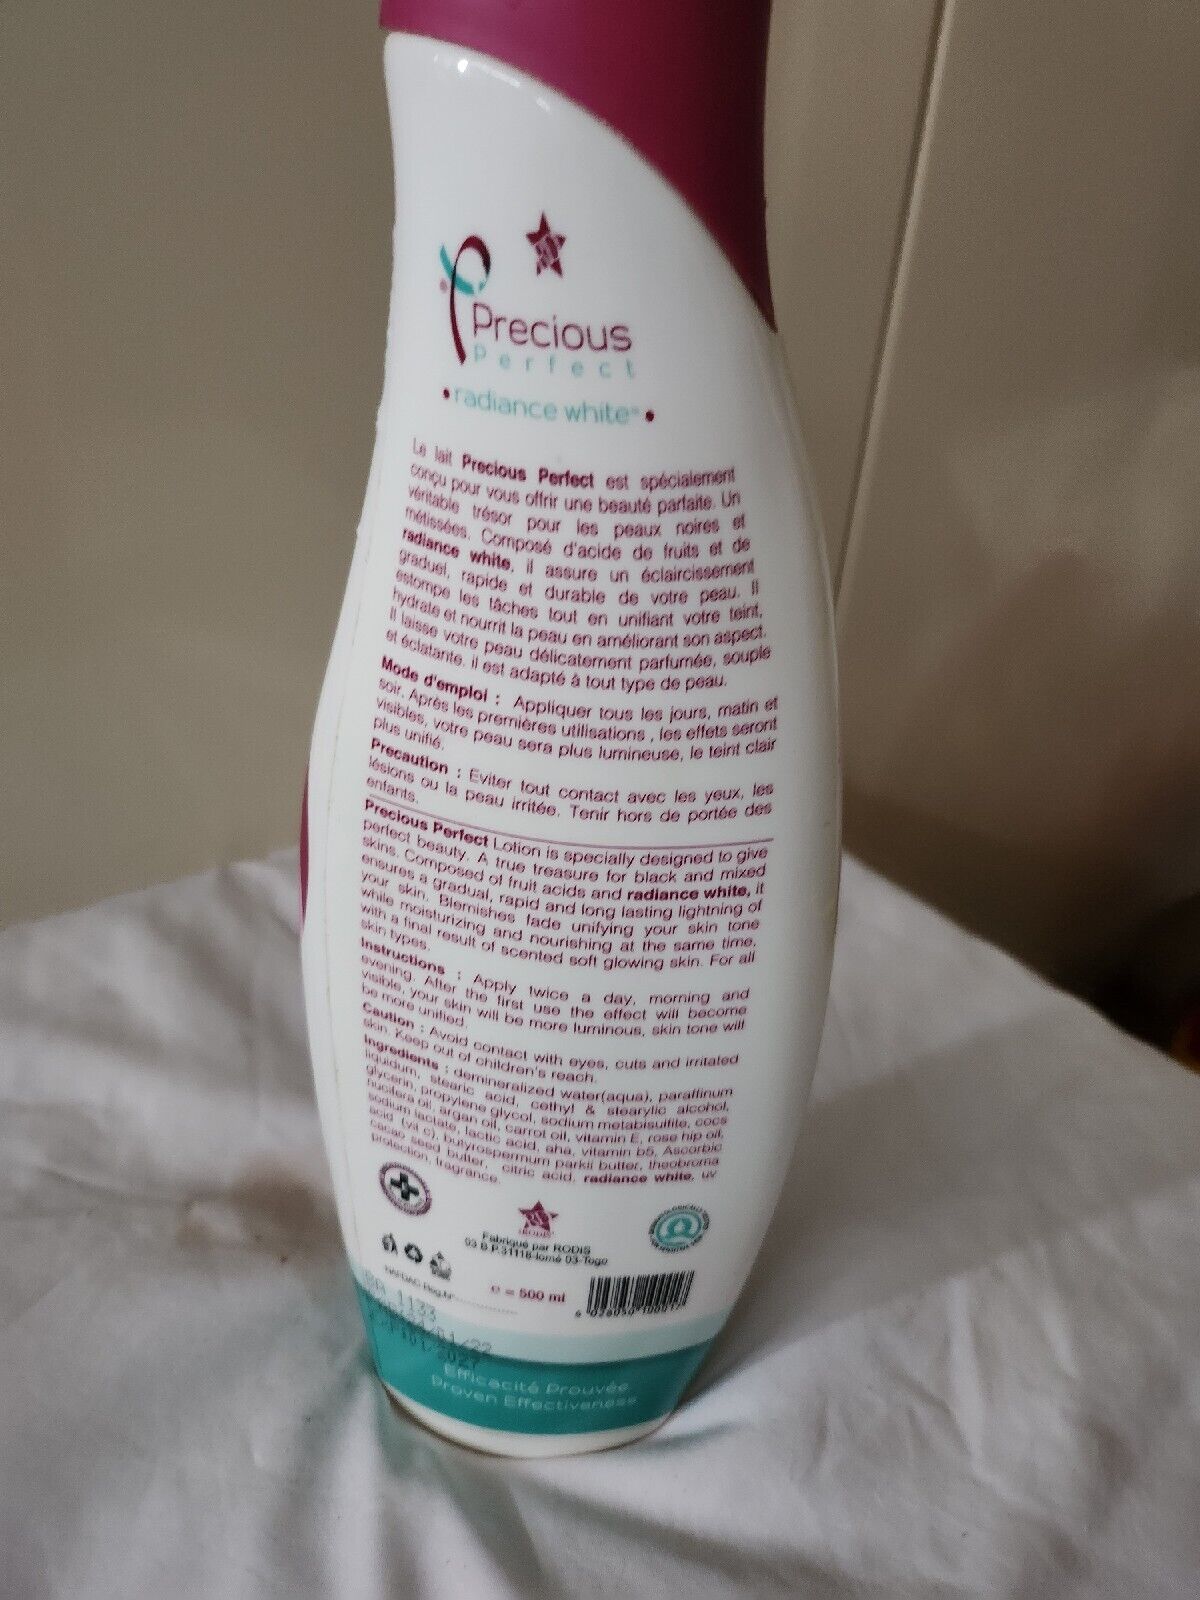 Precious
Perfect
radiance white
Le lait Precious Perfect est spécialement
conçu pour vous offrir une beauté parfaite. Un
véritable trésor pour les peaux noires et
métissées. Composé d'acide de fruits et de
radiance white, il assure un éclaircissement
graduel, rapide et durable de votre peau. Il
estompe les tâches tout en unifiant votre teint,
hydrate et nourrit la peau en améliorant son aspect.
Il laisse votre peau délicatement parfumée, souple
et éclatante. il est adapté à tout type de peau.
Mode d'emploi : Appliquer tous les jours, matin et
soir. Après les premières utilisations , les effets seront
visibles, votre peau sera plus lumineuse, le teint clair
plus unifié.
Precaution : Eviter tout contact avec les yeux, les
lésions ou la peau irritée. Tenir hors de portée des
enfants.
Precious Perfect Lotion is specially designed to give
perfect beauty. A true treasure for black and mixed
skins. Composed of fruit acids and radiance white, it
ensures a gradual, rapid and long lasting lightning of
your skin. Blemishes fade unifying your skin tone
while moisturizing and nourishing at the same time,
with a final result of scented soft glowing skin. For all
skin types.
Instructions : Apply twice a day, morning and
evening. After the first use the effect will become
visible, your skin will be more luminous, skin tone will
be more unified.
Caution : Avoid contact with eyes, cuts and irritated
skin. Keep out of children's reach.
Ingredients : demineralized water(aqua), paraffinum
liquidum, stearic acid, cethyl & stearylic alcohol,
glycerin, propylene glycol, sodium metabisulfite, cocs
nucifera oil, argan oil, carrot oil, vitamin E, rose hip oil,
sodium lactate, lactic acid, aha, vitamin b5, Ascorbic
acid (vit c), butyrospermum parkii butter, theobroma
cacao seed butter, citric acid, radiance white, uv
protection, fragrance.
RODIS
Fabriqué par RODIS
03 B.P.31118-lomé 03-Togo
NAFDAC Reg.N°
e = 500 ml
1133
01/22
01/2027
Efficacité Prouvée
Proven Effectiveness